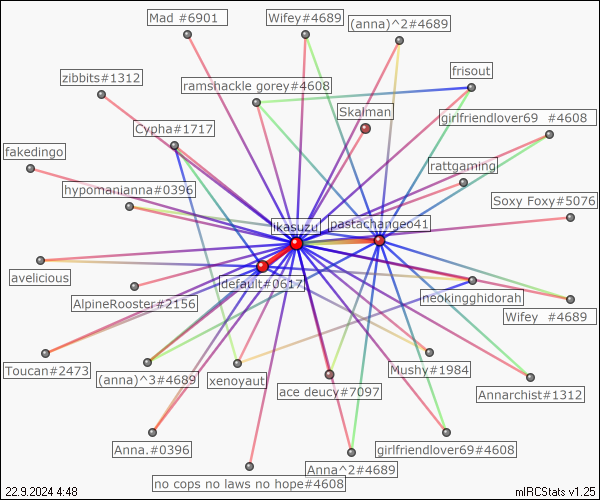 Mad #6901
Wifey#4689
(anna)^2#4689
zibbits#1312
ramshackle gorey#4608
frisout
Skalman
girlfriendlover69 #4608
Cypha#1717
fakedingo
rattgaming
hypomanianna#0396
Soxy Foxy#5076
ikasuzu
pastachangeo41
avelicious
default#0617
neokingghidorah
AlpineRooster#2156
Wifey #4689
Toucan#2473
(anna)^3#4689
xenoyaut
ace deucy#7097
Mushy#1984
Annarchist#1312
Anna.#0396
girlfriendlover69#4608
Anna^2#4689
no cops no laws no hope#4608
22.9.2024 4:48
mIRCStats v1.25